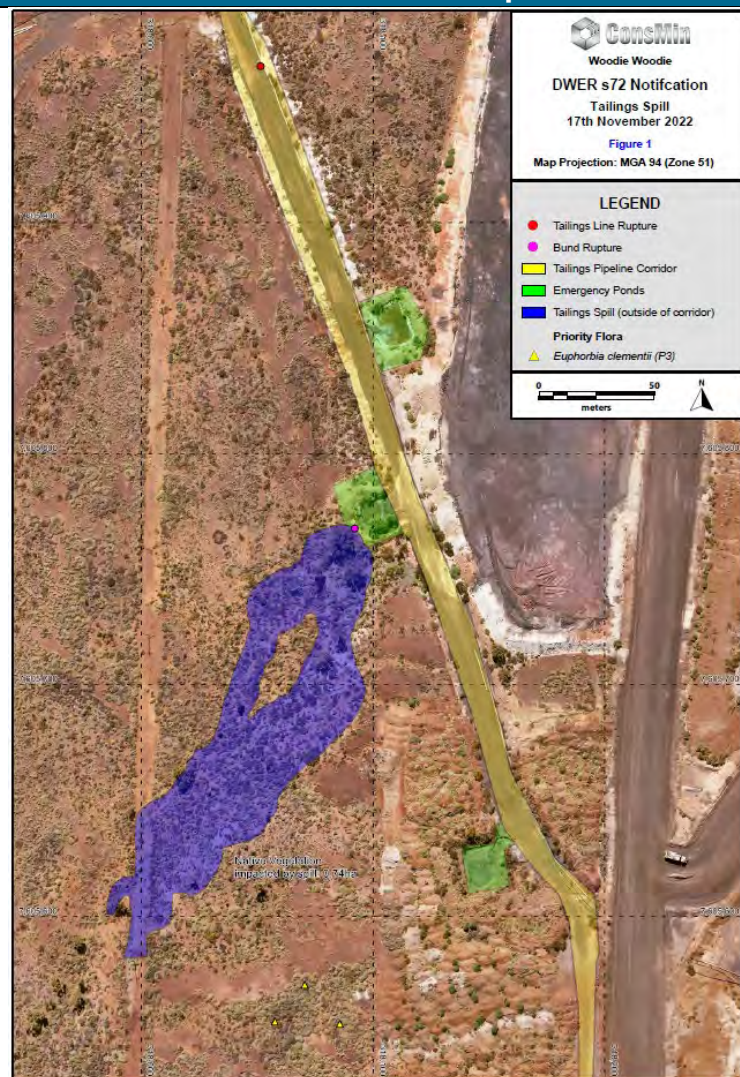 ConsMin
Woodie Woodie
DWER s72 Notifcation
Tailings Spill
17th November 2022
Figure 1
Map Projection: MGA 94 (Zone 51)
LEGEND
Tailings Line Rupture
Bund Rupture
Tailings Pipeline Corridor
Emergency Ponds
Tailings Spill (outside of corridor)
Priority Flora
Euphorbia clementii (P3)
0 50
meters
N
Native Vegetation
impacted by spill: